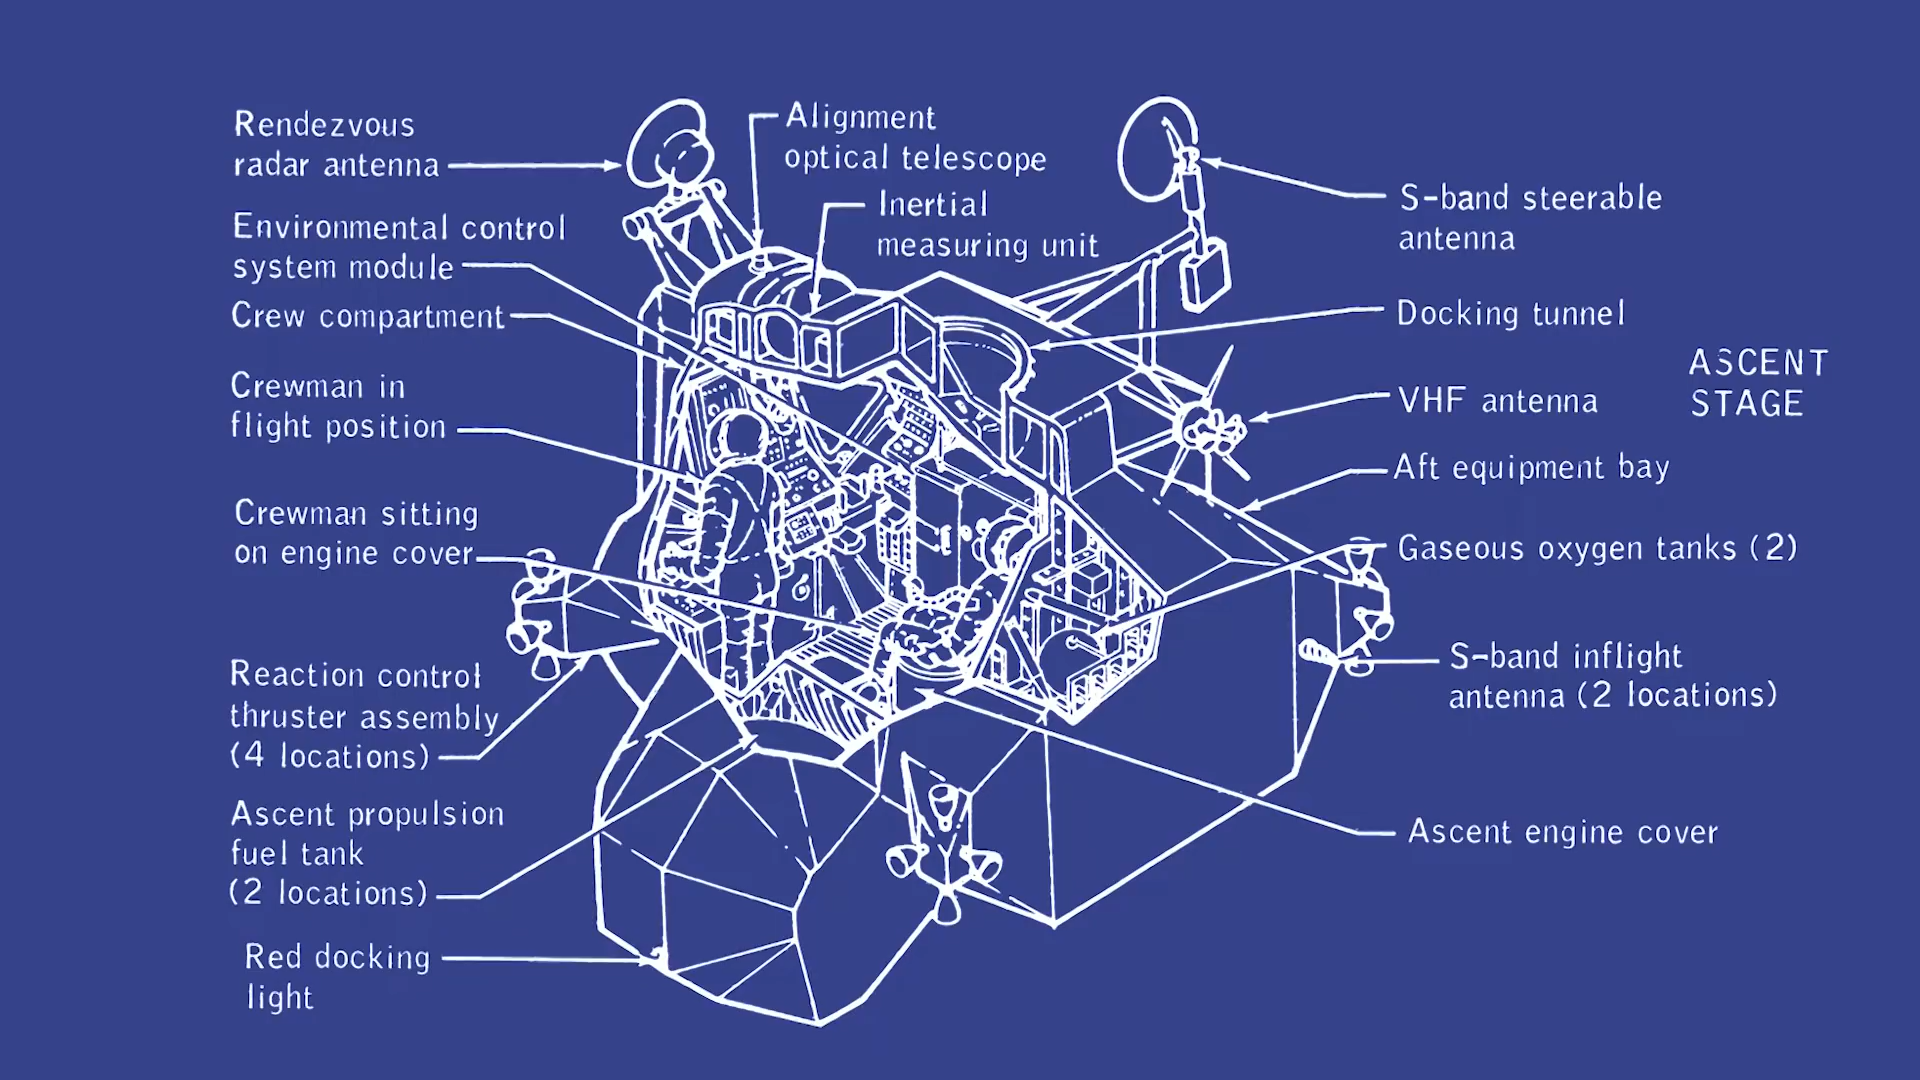 Rendezvous
radar antenna
Environmental control
system module
Crew compartment
Crewman in
flight position
Crewman sitting
on engine cover
Reaction control
thruster assembly
(4 locations)
Ascent propulsion
fuel tank
(2 locations)
Red docking
light
Alignment
optical telescope
Inertial
measuring unit
S-band steerable
antenna
Docking tunnel
ASCENT
STAGE
VHF antenna
Aft equipment bay
Gaseous oxygen tanks (2)
S-band inflight
antenna (2 locations)
Ascent engine cover